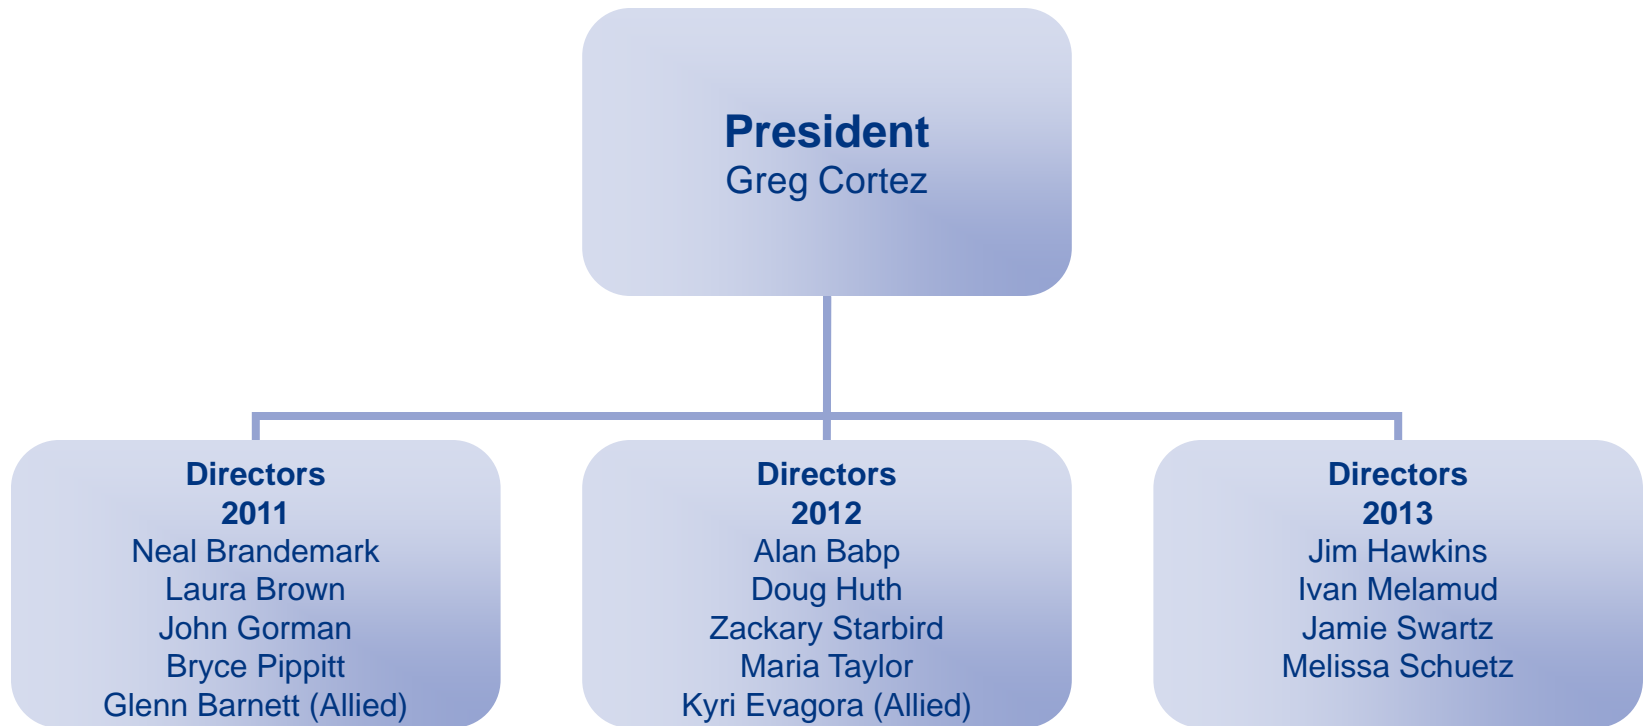 President
Greg Cortez
Directors
2011
Neal Brandemark
Laura Brown
John Gorman
Bryce Pippitt
Glenn Barnett (Allied)
Directors
2012
Alan Babp
Doug Huth
Zackary Starbird
Maria Taylor
Kyri Evagora (Allied)
Directors
2013
Jim Hawkins
Ivan Melamud
Jamie Swartz
Melissa Schuetz